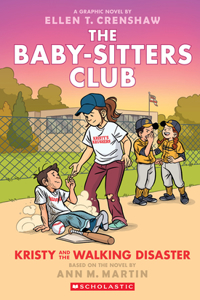 A GRAPHIC NOVEL BY
ELLEN T. CRENSHAW
THE
BABY-SITTERS
CLUB
KRISTY'S
KRUSHERS
KRISTY AND THE WALKING DISASTER
BASED ON THE NOVEL BY
ANN M. MARTIN
SCHOLASTIC